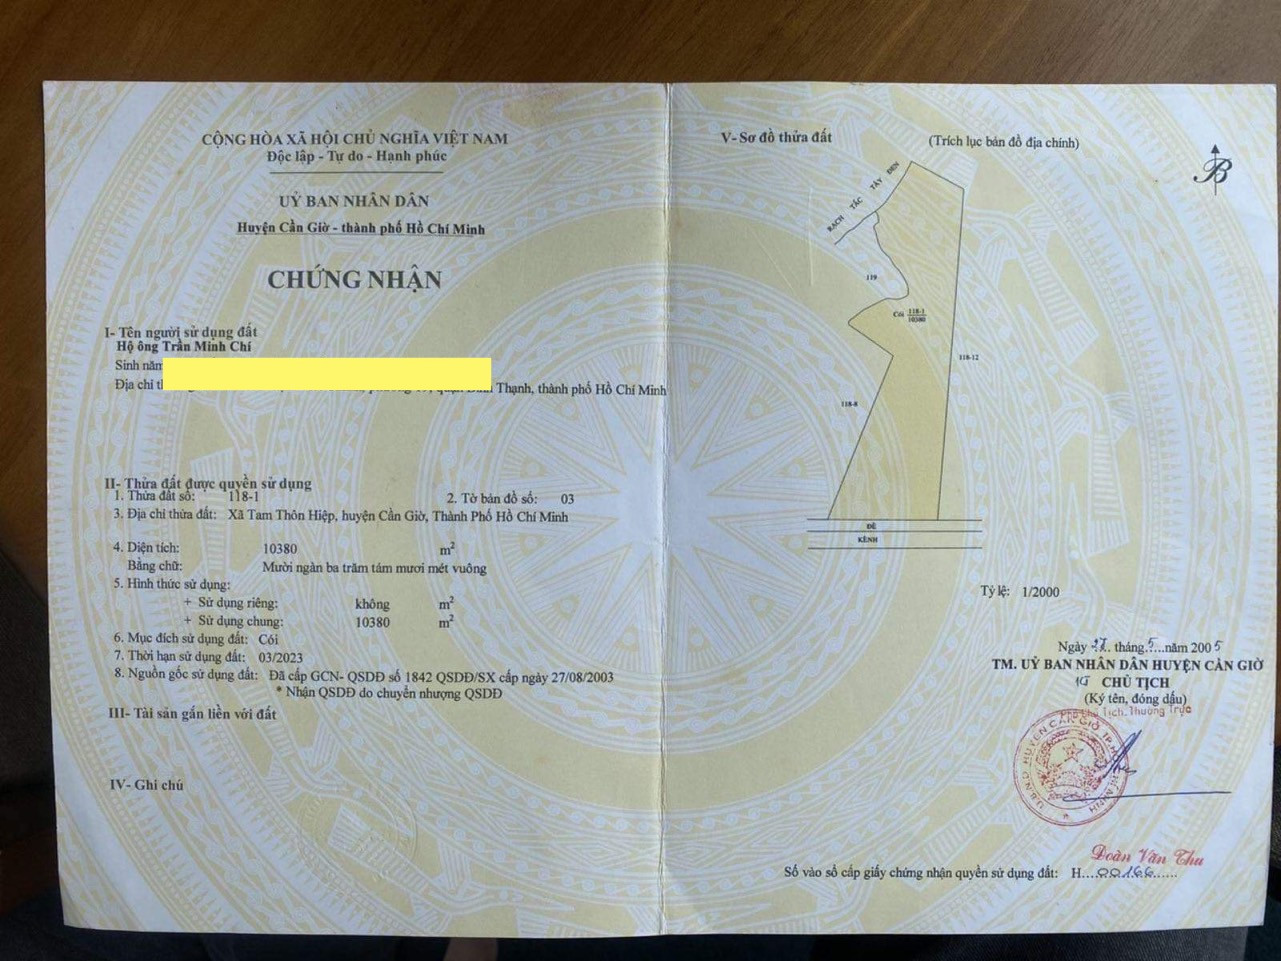 CỘNG HÒA XÃ HỘI CHỦ NGHĨA VIỆT NAM
Độc lập - Tự do - Hạnh phúc
UỶ BAN NHÂN DÂN
Huyện Cần Giờ - thành phố Hồ Chí Minh
CHỨNG NHẬN
I- Tên người sử dụng đất
Hộ ông Trần Minh Chí
Sinh năm
Địa chỉ Thạnh, thành phố Hồ Chí Minh
II- Thửa đất được quyền sử dụng
1. Thửa đất số: 118-1 2. Tờ bản đồ số: 03
3. Địa chỉ thửa đất: Xã Tam Thôn Hiệp, huyện Cần Giờ, Thành Phố Hồ Chí Minh
4. Diện tích: 10380 m²
Bằng chữ: Mười ngàn ba trăm tám mươi mét vuông
5. Hình thức sử dụng:
+ Sử dụng riêng: không m²
+ Sử dụng chung: 10380 m²
6. Mục đích sử dụng đất: Cói
7. Thời hạn sử dụng đất: 03/2023
8. Nguồn gốc sử dụng đất: Đã cấp GCN- QSDĐ số 1842 QSDĐ/SX cấp ngày 27/08/2003
* Nhận QSDĐ do chuyển nhượng QSDĐ
III- Tài sản gắn liền với đất
IV- Ghi chú
V- Sơ đồ thửa đất (Trích lục bản đồ địa chính)
B
RẠCH TẮC TÂY ĐEN
119
Cói 118-1
10380
118-12
118-8
ĐÊ
KÊNH
Tỷ lệ: 1/2000
Ngày 27 tháng 5 năm 2005
TM. UỶ BAN NHÂN DÂN HUYỆN CẦN GIỜ
CHỦ TỊCH
(Ký tên, đóng dấu)
Phó Chủ Tịch Thường Trực
U.B.N.D HUYỆN CẦN GIỜ
Đoàn Văn Thu
Số vào sổ cấp giấy chứng nhận quyền sử dụng đất: H....00166......